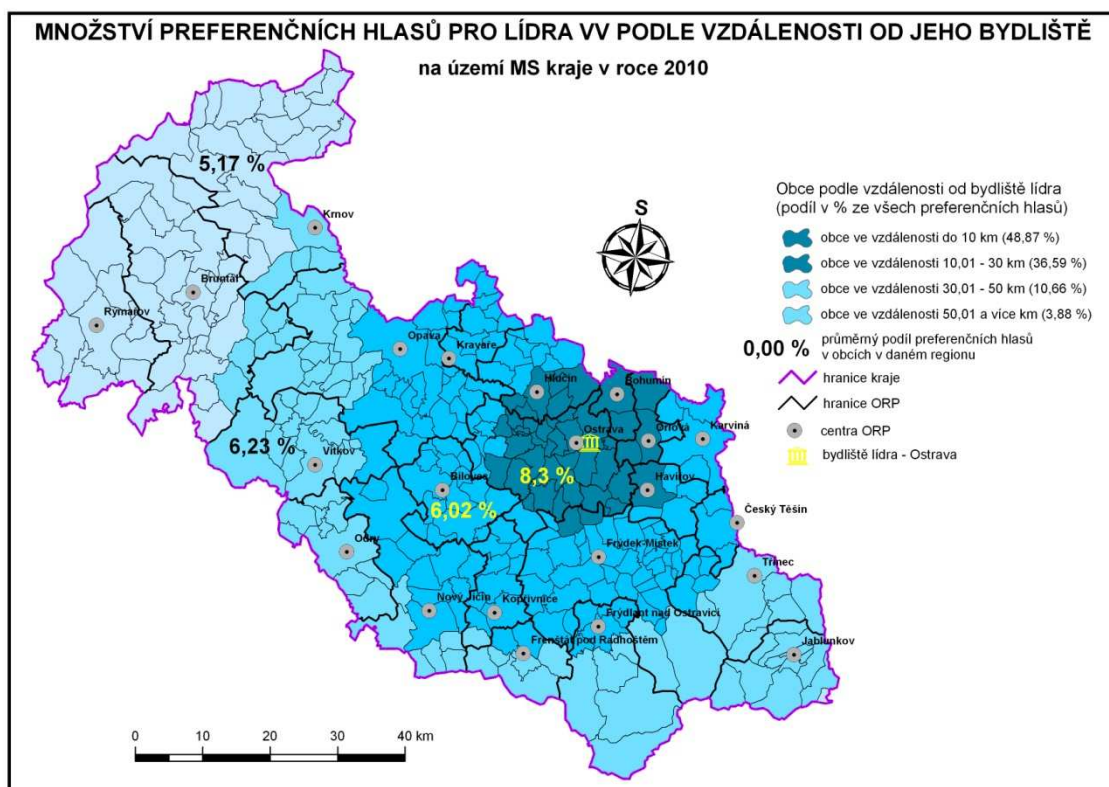 MNOŽSTVÍ PREFERENČNÍCH HLASŮ PRO LÍDRA VV PODLE VZDÁLENOSTI OD JEHO BYDLIŠTĚ
na území MS kraje v roce 2010
5,17 %
Krnov
Bruntál
Rýmařov
S
Obce podle vzdálenosti od bydliště lídra
(podíl v % ze všech preferenčních hlasů)
obce ve vzdálenosti do 10 km (48,87 %)
obce ve vzdálenosti 10,01 - 30 km (36,59 %)
obce ve vzdálenosti 30,01 - 50 km (10,66 %)
obce ve vzdálenosti 50,01 a více km (3,88 %)
0,00 %
průměrný podíl preferenčních hlasů
v obcích v daném regionu
hranice kraje
hranice ORP
centra ORP
bydliště lídra - Ostrava
Opava
Kravaře
Hlučín
Bohumín
Ostrava
Orlová
Karviná
6,23 %
Vítkov
Bílovec
8,3 %
Havířov
6,02 %
Český Těšín
Odry
Frýdek-Místek
Třinec
Nový Jičín
Kopřivnice
Frýdlant nad Ostravicí
Frenštát pod Radhoštěm
Jablunkov
0 10 20 30 40 km